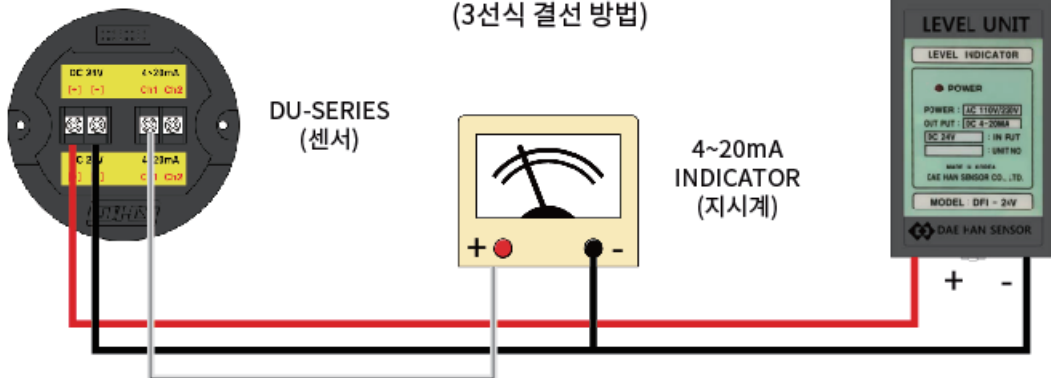 (3선식 결선 방법)
DC 24V 4~20mA
[+] [-] Ch1 Ch2
DC 24V 4~20mA
[+] [-] Ch1 Ch2
DU-SERIES
(센서)
+ -
4~20mA
INDICATOR
(지시계)
LEVEL UNIT
LEVEL INDICATOR
POWER
POWER : AC 110V/220V
OUT PUT : DC 4-20MA
DC 24V : IN PUT
: UNIT NO
MADE IN KOREA
DAE HAN SENSOR CO., LTD.
MODEL DFI - 24V
DAE HAN SENSOR
+ -